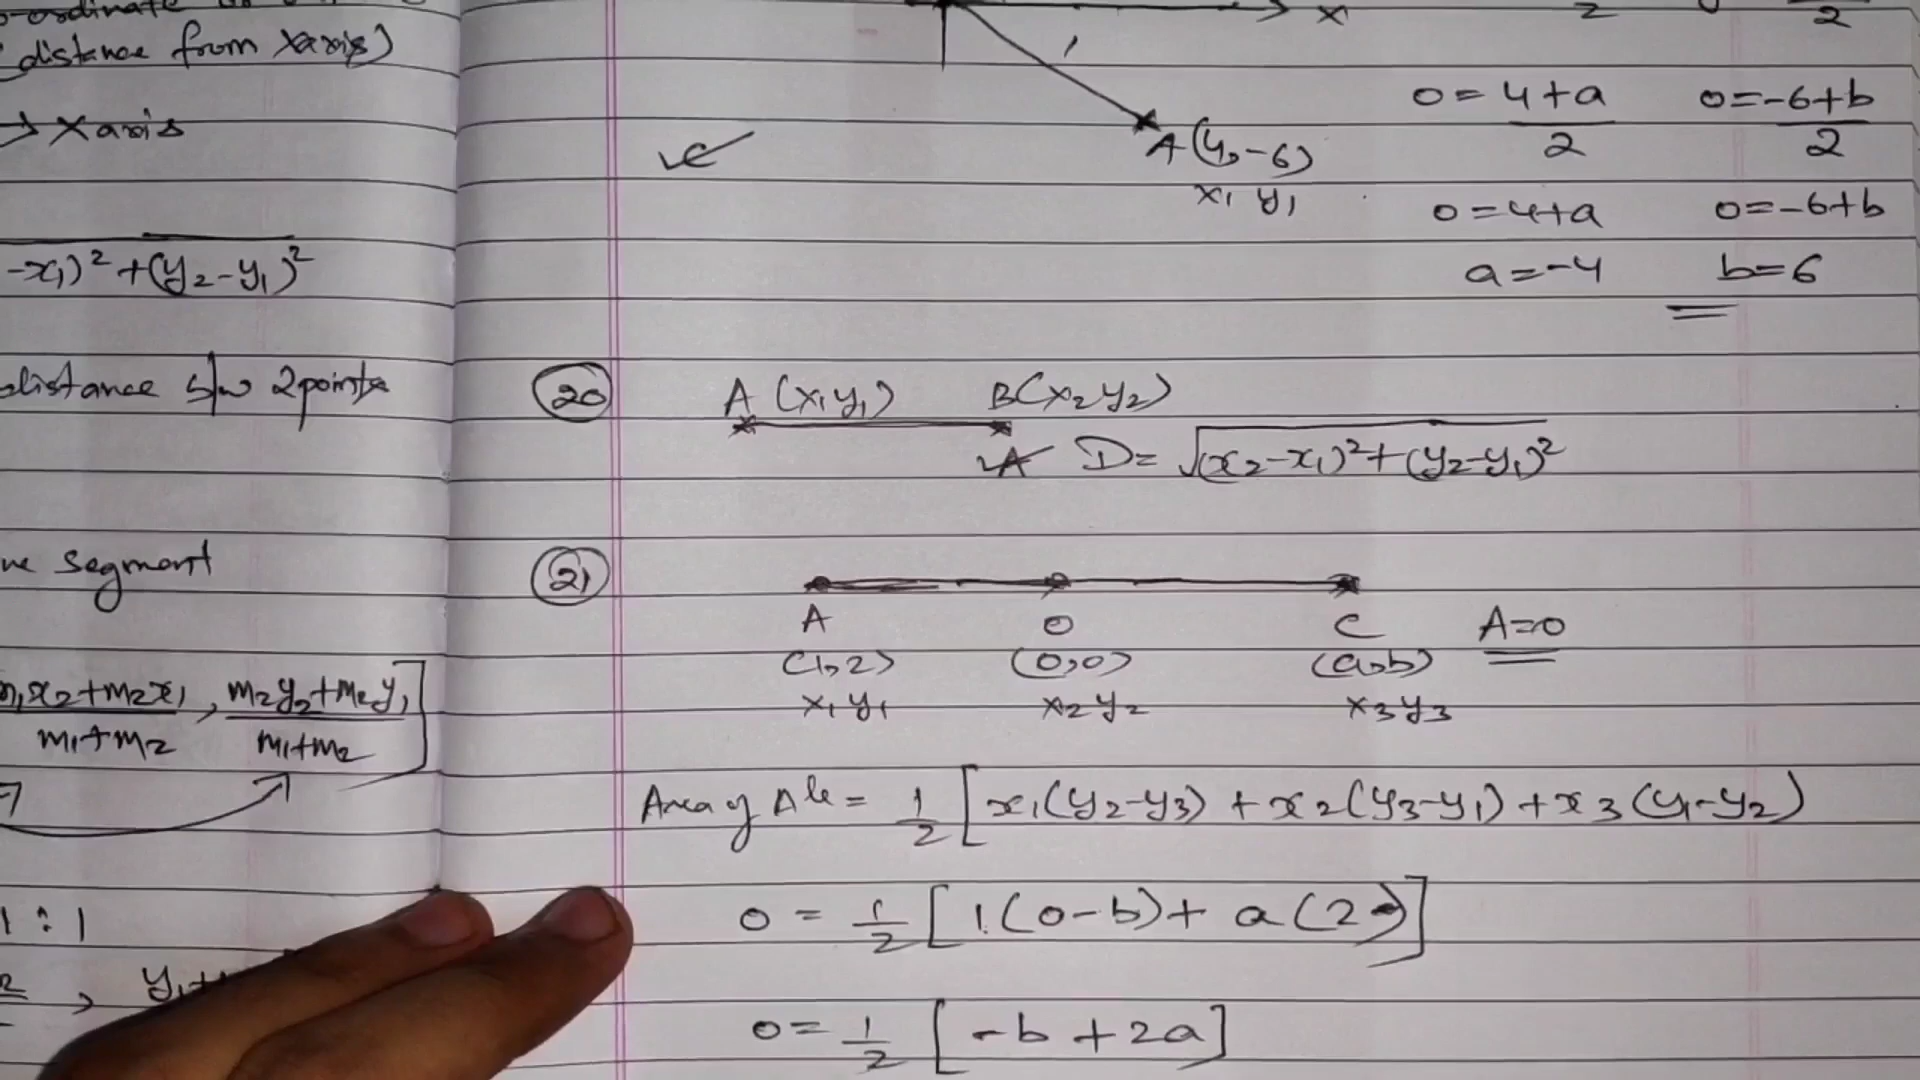 distance from X axis)
→ X axis
-x₁)² + (y₂-y₁)²
distance b/w 2 points
segment
m₁x₂+m₂x₁ , m₂y₂+m₂y₁ ]
m₁+m₂ m₁+m₂
1:1
x
2 2
A(4,-6)
x₁ y₁
0 = 4+a / 2 0 = -6+b / 2
0 = 4+a 0 = -6+b
a = -4 b = 6
C
20 A (x₁y₁) B(x₂y₂)
A D = √(x₂-x₁)²+(y₂-y₁)²
21
A O C A=0
(1,2) (0,0) (a,b)
x₁ y₁ x₂ y₂ x₃ y₃
Area of Δle = 1/2 [x₁(y₂-y₃) + x₂(y₃-y₁) + x₃(y₁-y₂)
0 = 1/2 [1(0-b) + a(2-)]
0 = 1/2 [-b + 2a]